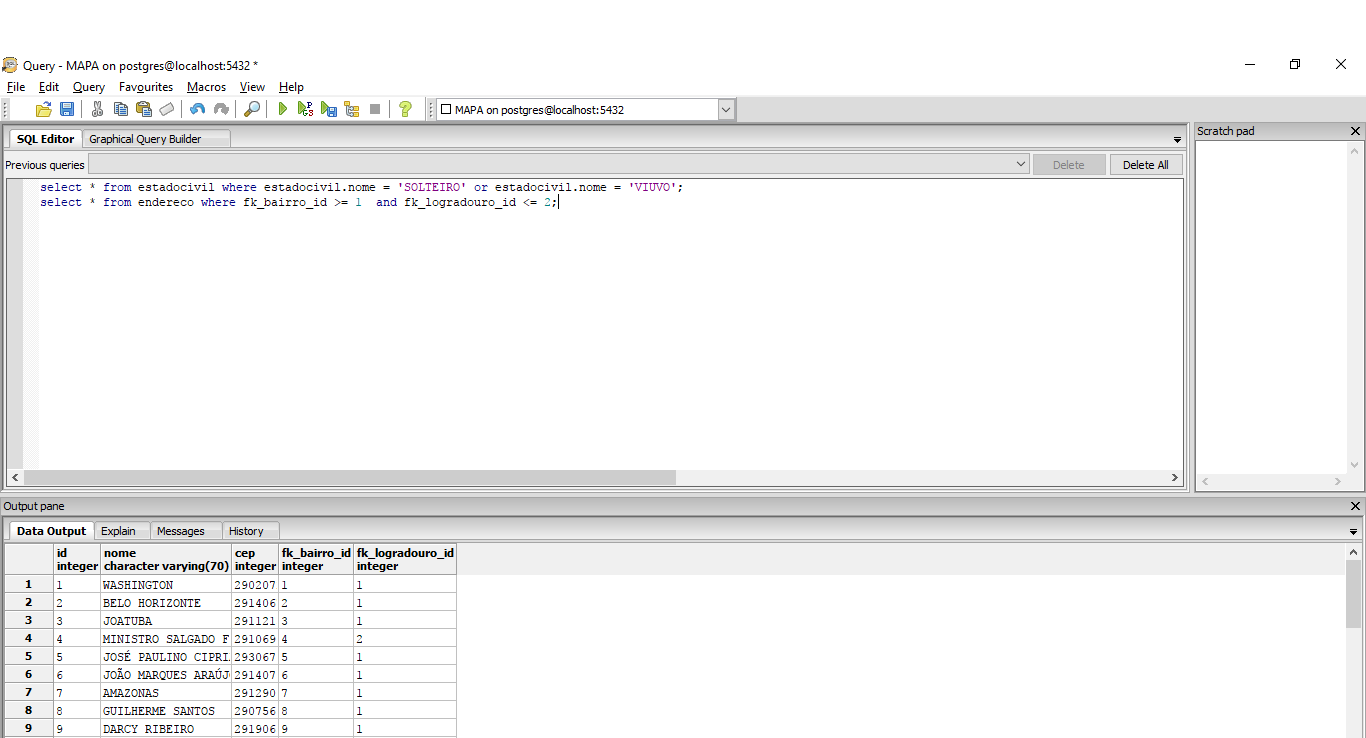 Query - MAPA on postgres@localhost:5432 *
File Edit Query Favourites Macros View Help
MAPA on postgres@localhost:5432
SQL Editor Graphical Query Builder
Scratch pad
Previous queries Delete Delete All
select * from estadocivil where estadocivil.nome = 'SOLTEIRO' or estadocivil.nome = 'VIUVO';
select * from endereco where fk_bairro_id >= 1  and fk_logradouro_id <= 2;
Output pane
Data Output Explain Messages History
id nome cep fk_bairro_id fk_logradouro_id
integer character varying(70) integer integer integer
1 1 WASHINGTON 290207 1 1
2 2 BELO HORIZONTE 291406 2 1
3 3 JOATUBA 291121 3 1
4 4 MINISTRO SALGADO F 291069 4 2
5 5 JOSÉ PAULINO CIPRI 293067 5 1
6 6 JOÃO MARQUES ARAÚJ 291407 6 1
7 7 AMAZONAS 291290 7 1
8 8 GUILHERME SANTOS 290756 8 1
9 9 DARCY RIBEIRO 291906 9 1